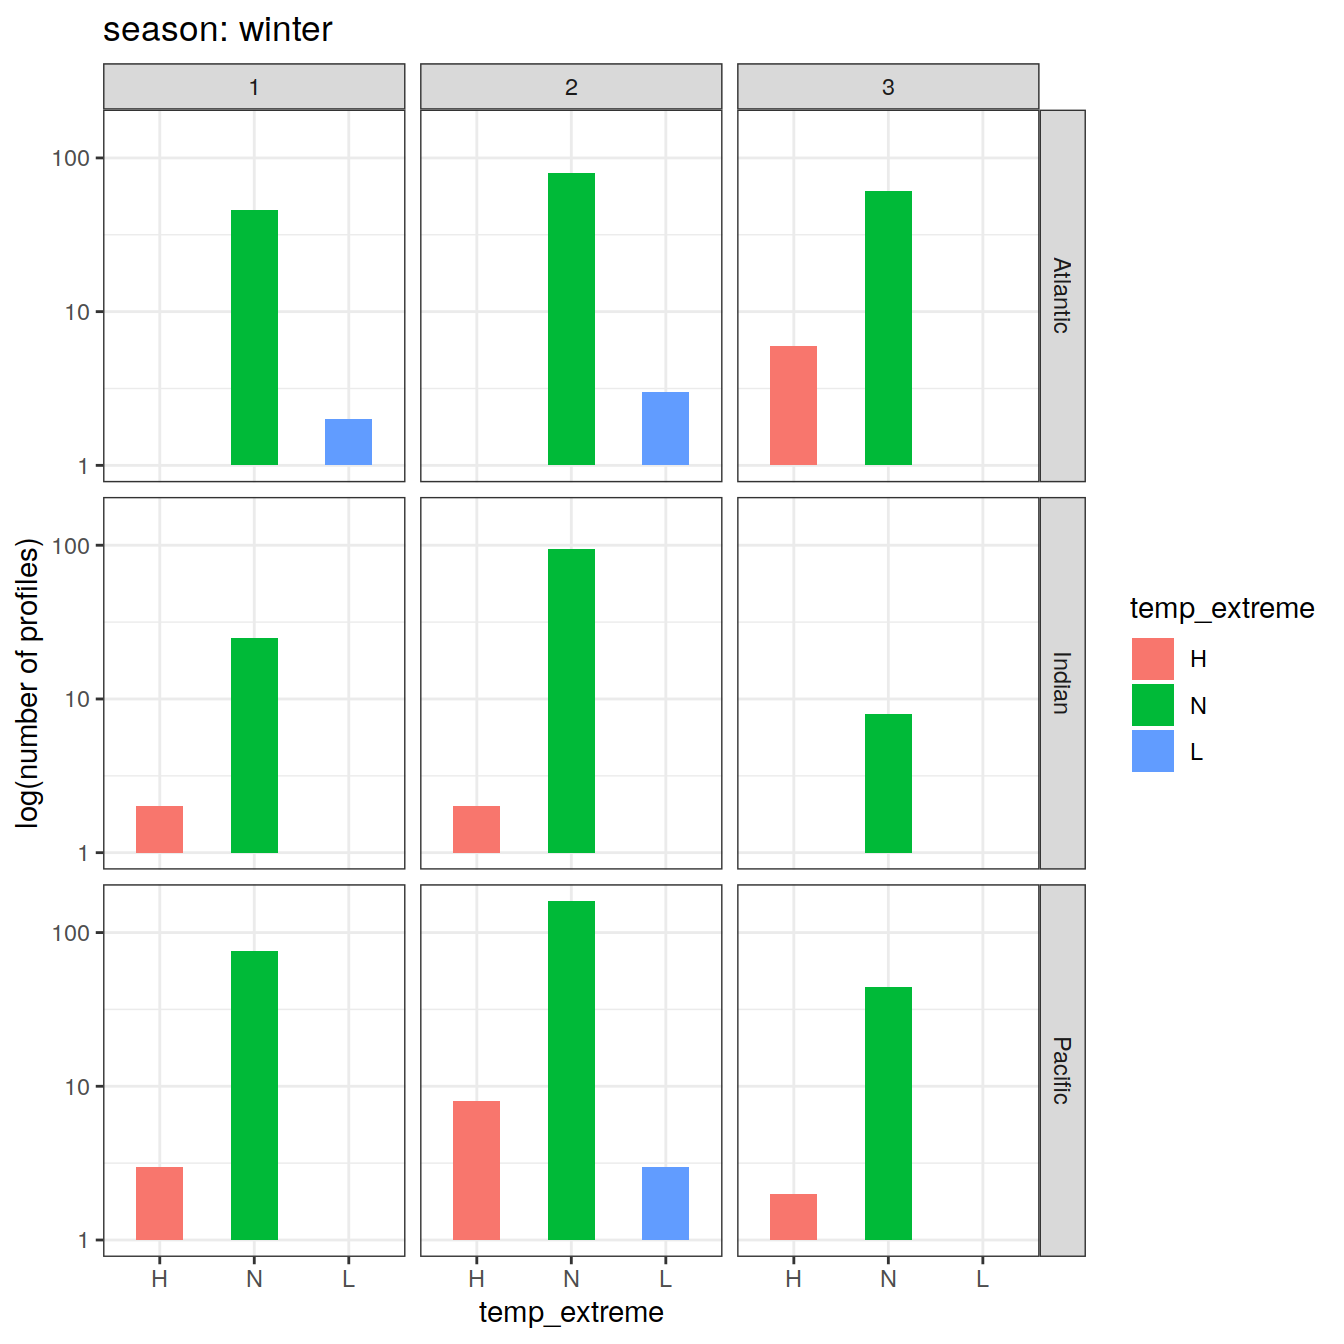 season: winter
1 2 3
100
10
1
Atlantic
100
10
1
Indian
100
10
1
Pacific
H N L H N L H N L
temp_extreme
log(number of profiles)
temp_extreme
H
N
L